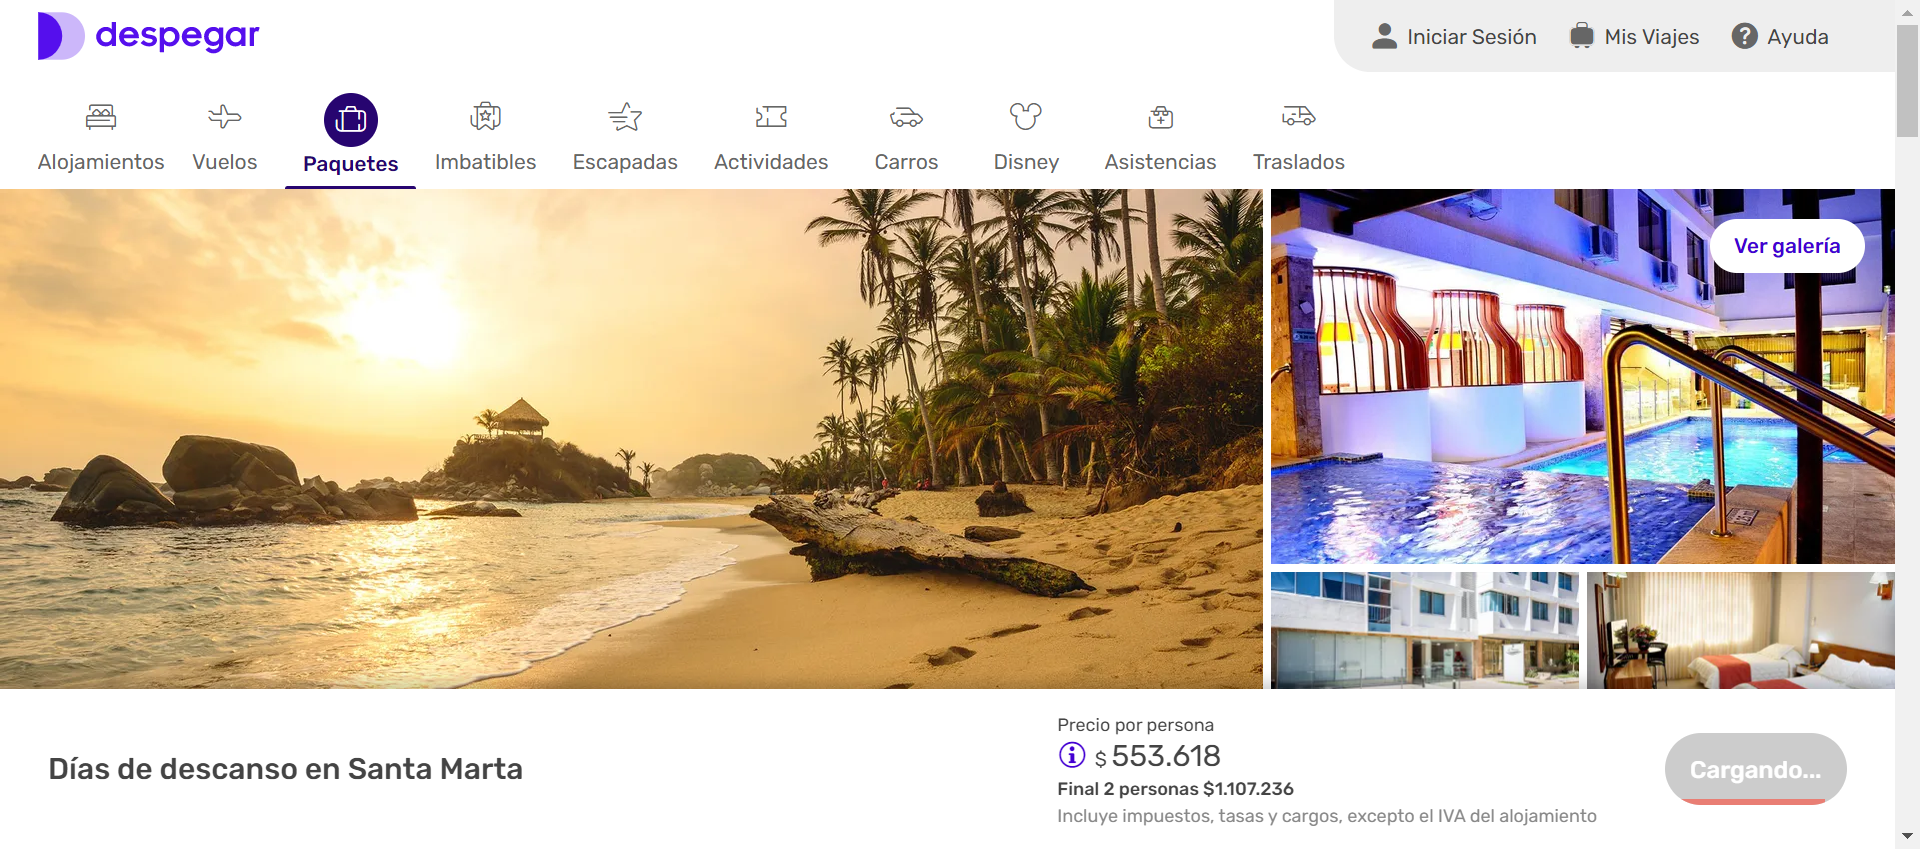 despegar
Iniciar Sesión
Mis Viajes
Ayuda
Alojamientos
Vuelos
Paquetes
Imbatibles
Escapadas
Actividades
Carros
Disney
Asistencias
Traslados
Ver galería
Días de descanso en Santa Marta
Precio por persona
$ 553.618
Final 2 personas $1.107.236
Incluye impuestos, tasas y cargos, excepto el IVA del alojamiento
Cargando...